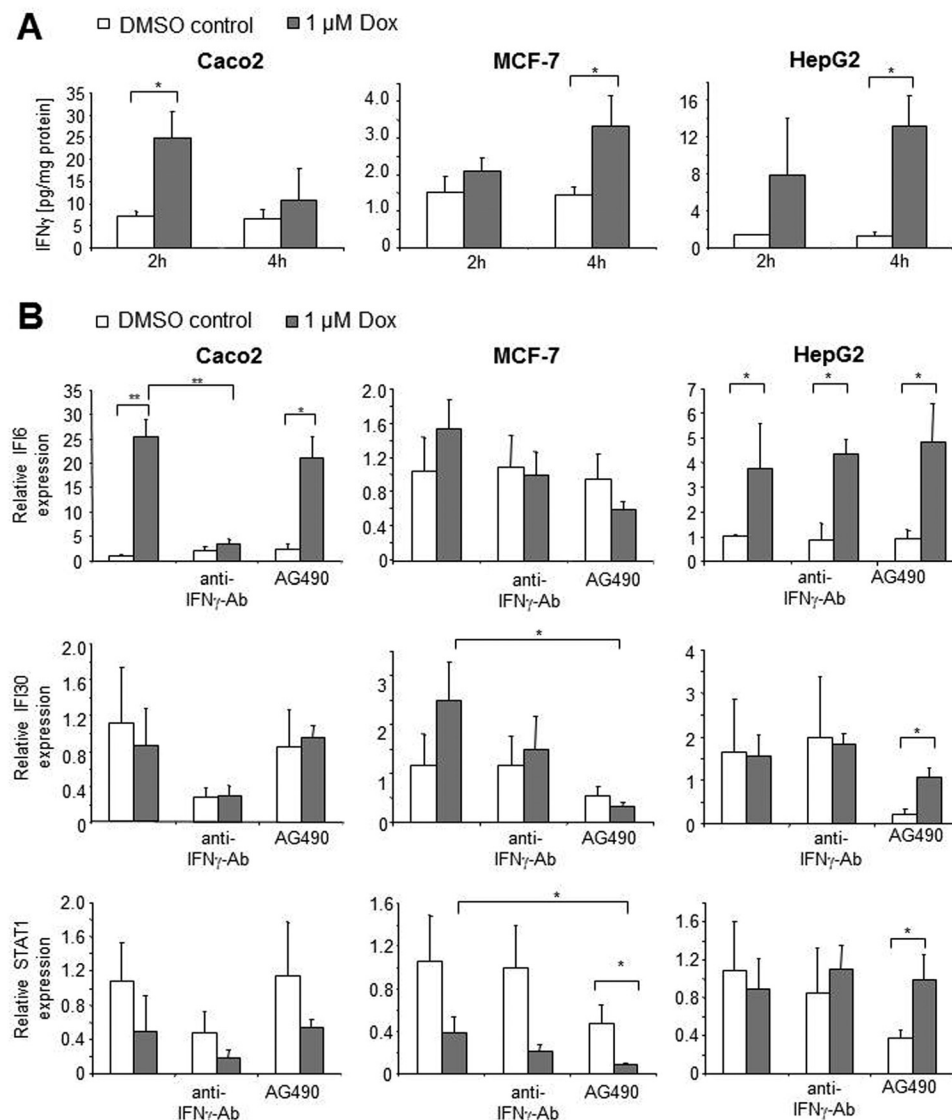 A
DMSO control 1 µM Dox
Caco2 MCF-7 HepG2
IFNγ [pg/mg protein]
35
30
25
20
15
10
5
0
*
2h 4h
4.0
3.0
2.0
1.0
0.0
*
2h 4h
16
12
8
4
0
*
2h 4h
B
DMSO control 1 µM Dox
Caco2 MCF-7 HepG2
Relative IFI6
expression
35
30
25
20
15
10
5
0
** ** *
anti-
IFNγ-Ab
AG490
2.0
1.6
1.2
0.8
0.4
0
anti-
IFNγ-Ab
AG490
7
6
5
4
3
2
1
0
* * *
anti-
IFNγ-Ab
AG490
Relative IFI30
expression
2.0
1.6
1.2
0.8
0.4
0
anti-
IFNγ-Ab
AG490
3
2
1
0
*
anti-
IFNγ-Ab
AG490
4
3
2
1
0
*
anti-
IFNγ-Ab
AG490
Relative STAT1
expression
2.0
1.6
1.2
0.8
0.4
0
anti-
IFNγ-Ab
AG490
1.6
1.2
0.8
0.4
0
* *
anti-
IFNγ-Ab
AG490
2.0
1.6
1.2
0.8
0.4
0
*
anti-
IFNγ-Ab
AG490